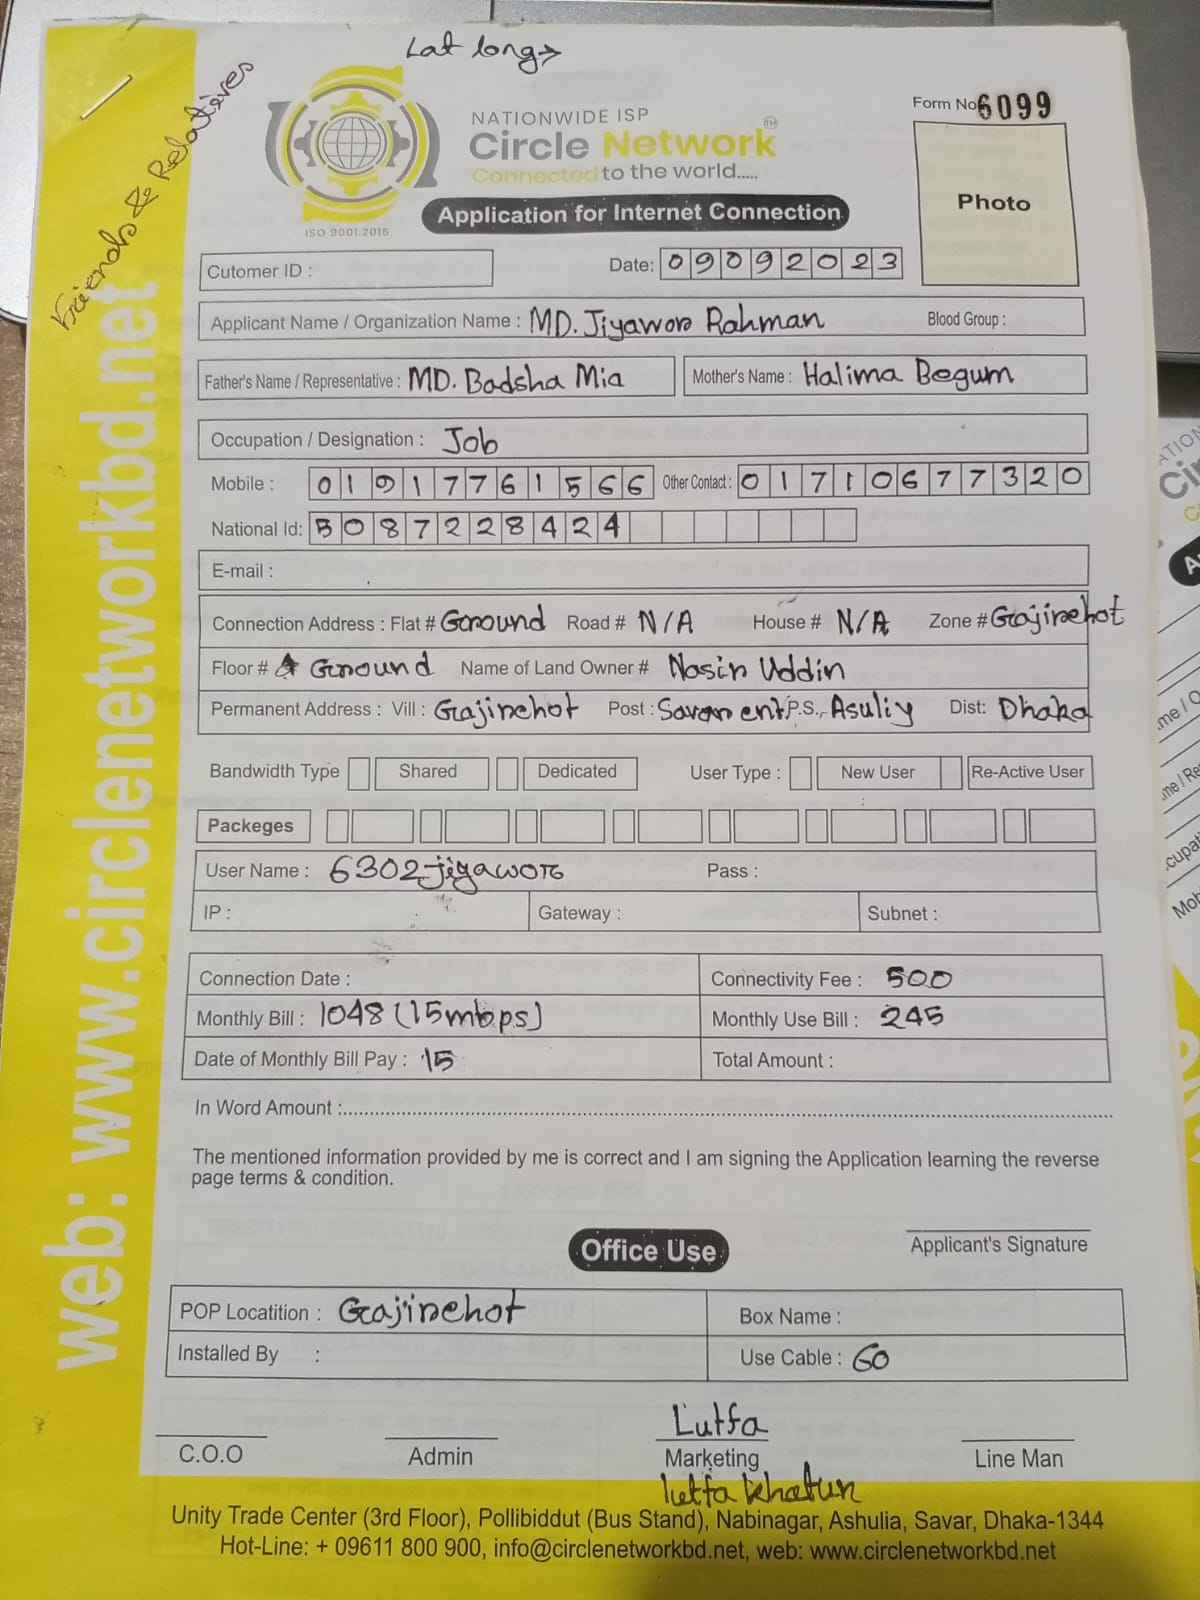 Lat long→
Friends & Relatives
NATIONWIDE ISP
Circle Network TM
Connected to the world.....
ISO 9001:2015
Form No 6099
Photo
Application for Internet Connection
Cutomer ID :
Date: 09092023
Applicant Name / Organization Name : MD. Jiyawor Rahman Blood Group :
Father's Name / Representative : MD. Badsha Mia Mother's Name : Halima Begum
Occupation / Designation : Job
Mobile : 01917761566 Other Contact : 01710677320
National Id: 5087228424
E-mail :
Connection Address : Flat # Ground Road # N/A House # N/A Zone # Gajirchot
Floor # Ground Name of Land Owner # Nasir Uddin
Permanent Address : Vill : Gajirchot Post : Savar ent P.S., Asuliy Dist: Dhaka
Bandwidth Type Shared Dedicated User Type : New User Re-Active User
Packeges
User Name : 6302-jiyawor Pass :
IP : Gateway : Subnet :
Connection Date : Connectivity Fee : 500
Monthly Bill : 1048 (15mbps) Monthly Use Bill : 245
Date of Monthly Bill Pay : 15 Total Amount :
In Word Amount :
The mentioned information provided by me is correct and I am signing the Application learning the reverse
page terms & condition.
Applicant's Signature
Office Use
POP Locatition : Gajirchot Box Name :
Installed By : Use Cable : 60
Lutfa
C.O.O Admin Marketing Line Man
lutfa khatun
Unity Trade Center (3rd Floor), Pollibiddut (Bus Stand), Nabinagar, Ashulia, Savar, Dhaka-1344
Hot-Line: + 09611 800 900, info@circlenetworkbd.net, web: www.circlenetworkbd.net
web: www.circlenetworkbd.net